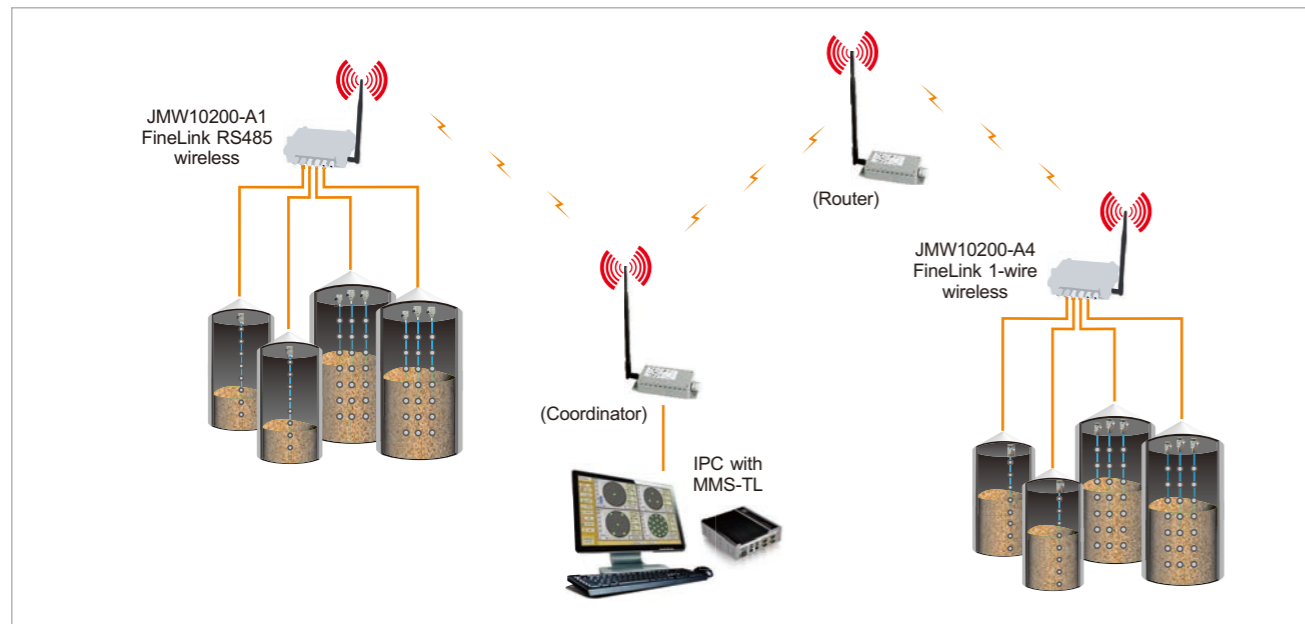 JMW10200-A1
FineLink RS485
wireless
(Router)
JMW10200-A4
FineLink 1-wire
wireless
(Coordinator)
IPC with
MMS-TL